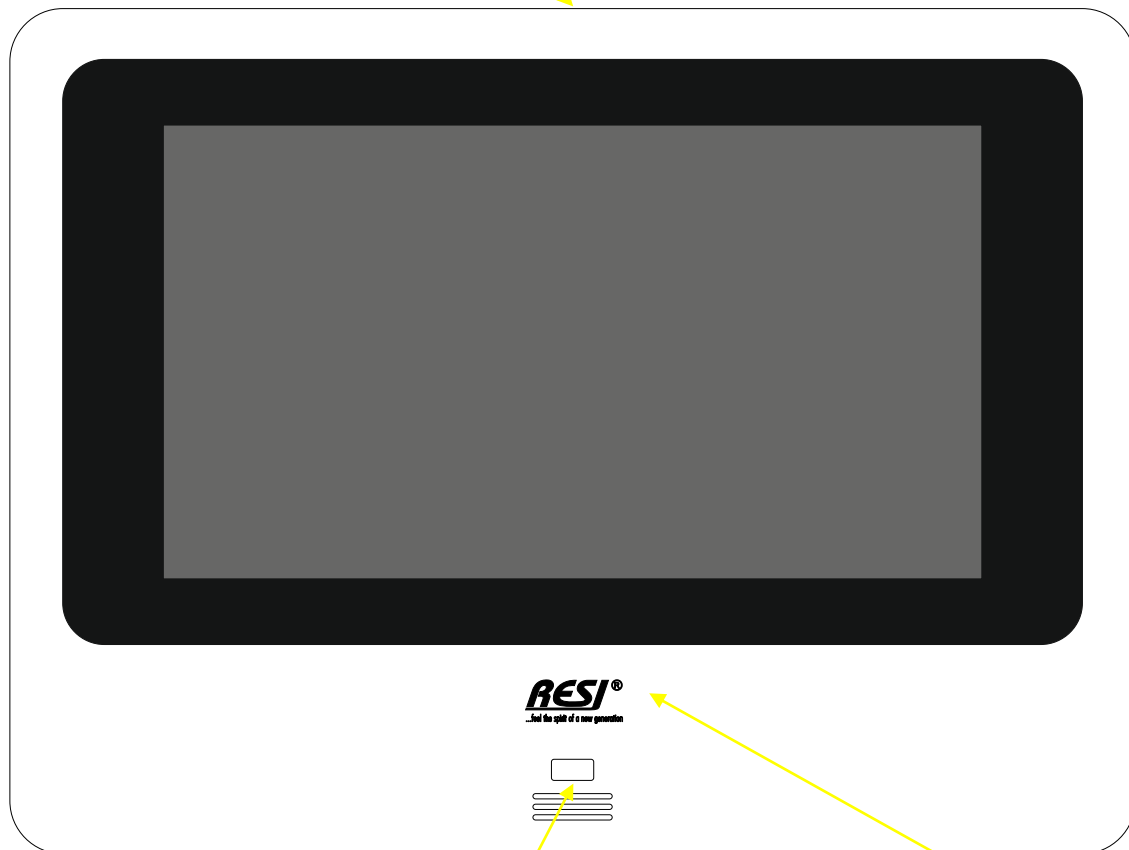 RESI®
...feel the spirit of a new generation